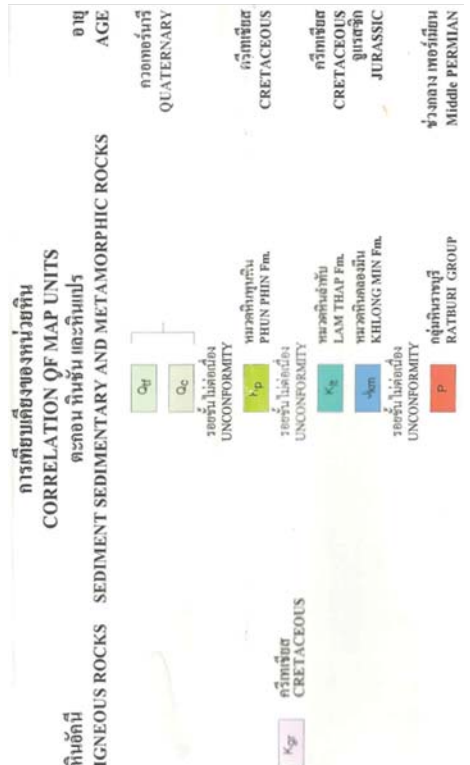 การเทียบเคียงของหน่วยหิน
CORRELATION OF MAP UNITS
ตะกอน หินชั้น และหินแปร
SEDIMENT SEDIMENTARY AND METAMORPHIC ROCKS
หินอัคนี
IGNEOUS ROCKS
อายุ
AGE
Qff
Qc
ควอเทอร์นารี
QUATERNARY
รอยชั้นไม่ต่อเนื่อง
UNCONFORMITY
หมวดหินพุนพิน
PHUN PHIN Fm.
ครีเทเชียส
CRETACEOUS
รอยชั้นไม่ต่อเนื่อง
UNCONFORMITY
Kgr
ครีเทเชียส
CRETACEOUS
Klt
หมวดหินลำทับ
LAM THAP Fm.
ครีเทเชียส
CRETACEOUS
Jkm
หมวดหินคลองมีน
KHLONG MIN Fm.
จูแรสซิก
JURASSIC
รอยชั้นไม่ต่อเนื่อง
UNCONFORMITY
P
กลุ่มหินราชบุรี
RATBURI GROUP
ช่วงกลาง เพอร์เมียน
Middle PERMIAN